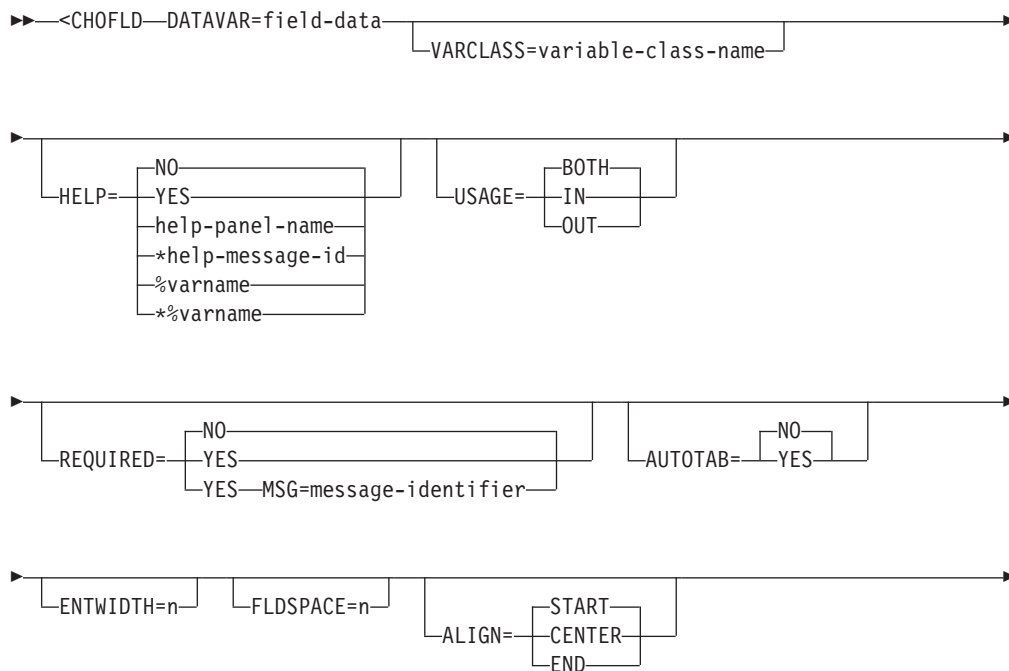 <CHOFLD DATAVAR=field-data
VARCLASS=variable-class-name
HELP= NO
YES
help-panel-name
*help-message-id
%varname
*%varname
USAGE= BOTH
IN
OUT
REQUIRED= NO
YES
YES MSG=message-identifier
AUTOTAB= NO
YES
ENTWIDTH=n
FLDSPACE=n
ALIGN= START
CENTER
END